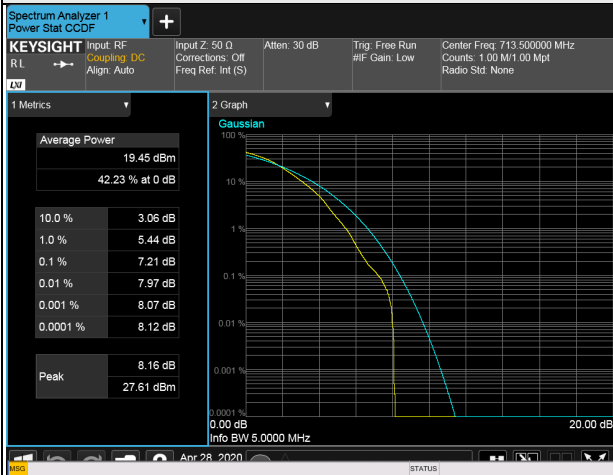 Spectrum Analyzer 1
Power Stat CCDF
KEYSIGHT
RL
LXI
Input: RF
Coupling: DC
Align: Auto
Input Z: 50 Ω
Corrections: Off
Freq Ref: Int (S)
Atten: 30 dB
Trig: Free Run
#IF Gain: Low
Center Freq: 713.500000 MHz
Counts: 1.00 M/1.00 Mpt
Radio Std: None
1 Metrics
Average Power
19.45 dBm
42.23 % at 0 dB
10.0 % 3.06 dB
1.0 % 5.44 dB
0.1 % 7.21 dB
0.01 % 7.97 dB
0.001 % 8.07 dB
0.0001 % 8.12 dB
Peak
8.16 dB
27.61 dBm
2 Graph
Gaussian
100 %
10 %
1 %
0.1 %
0.01 %
0.001 %
0.0001 %
0.00 dB 20.00 dB
Info BW 5.0000 MHz
Apr 28, 2020
MSG STATUS